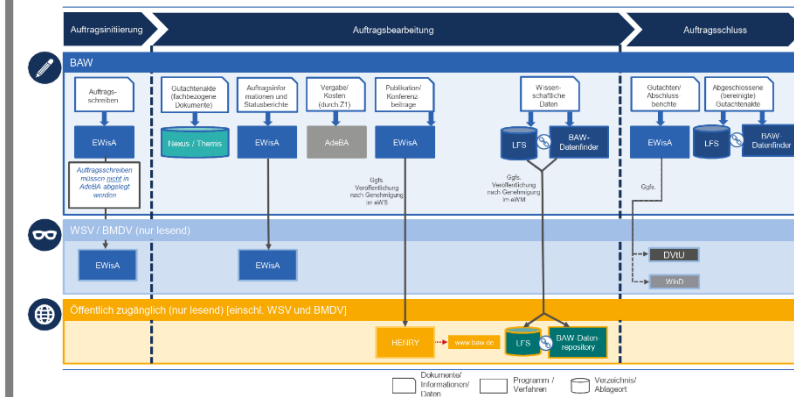 Auftragsinitiierung
Auftragsbearbeitung
Auftragsschluss
BAW
Auftrags-
schreiben
Gutachtenakte
(fachbezogene
Dokumente)
Auftragsinfor
mationen und
Statusberichte
Vergabe/
Kosten
(durch Z1)
Publikation/
Konferenz-
beitrage
Wissen-
schaftliche
Daten
Gutachten/
Abschluss
berichte
Abgeschlossene
(bereinigte)
Gutachtenakte
EWisA
Nexus / Themis
EWisA
AdeBA
EWisA
LFS
BAW-
Datenfinder
EWisA
LFS
BAW-
Datenfinder
Auftragsschreiben
müssen nicht in
AdeBA abgelegt
werden
Ggfs.
Veröffentlichung
nach Genehmigung
im eWS
Ggfs.
Veröffentlichung
nach Genehmigung
im eWM
Ggfs.
WSV / BMDV (nur lesend)
EWisA
EWisA
DVtU
WinD
Öffentlich zugänglich (nur lesend) [einschl. WSV und BMDV]
HENRY
www.baw.de
LFS
BAW-Daten-
repository
Dokumente/
Informationen/
Daten
Programm /
Verfahren
Verzeichnis/
Ablageort